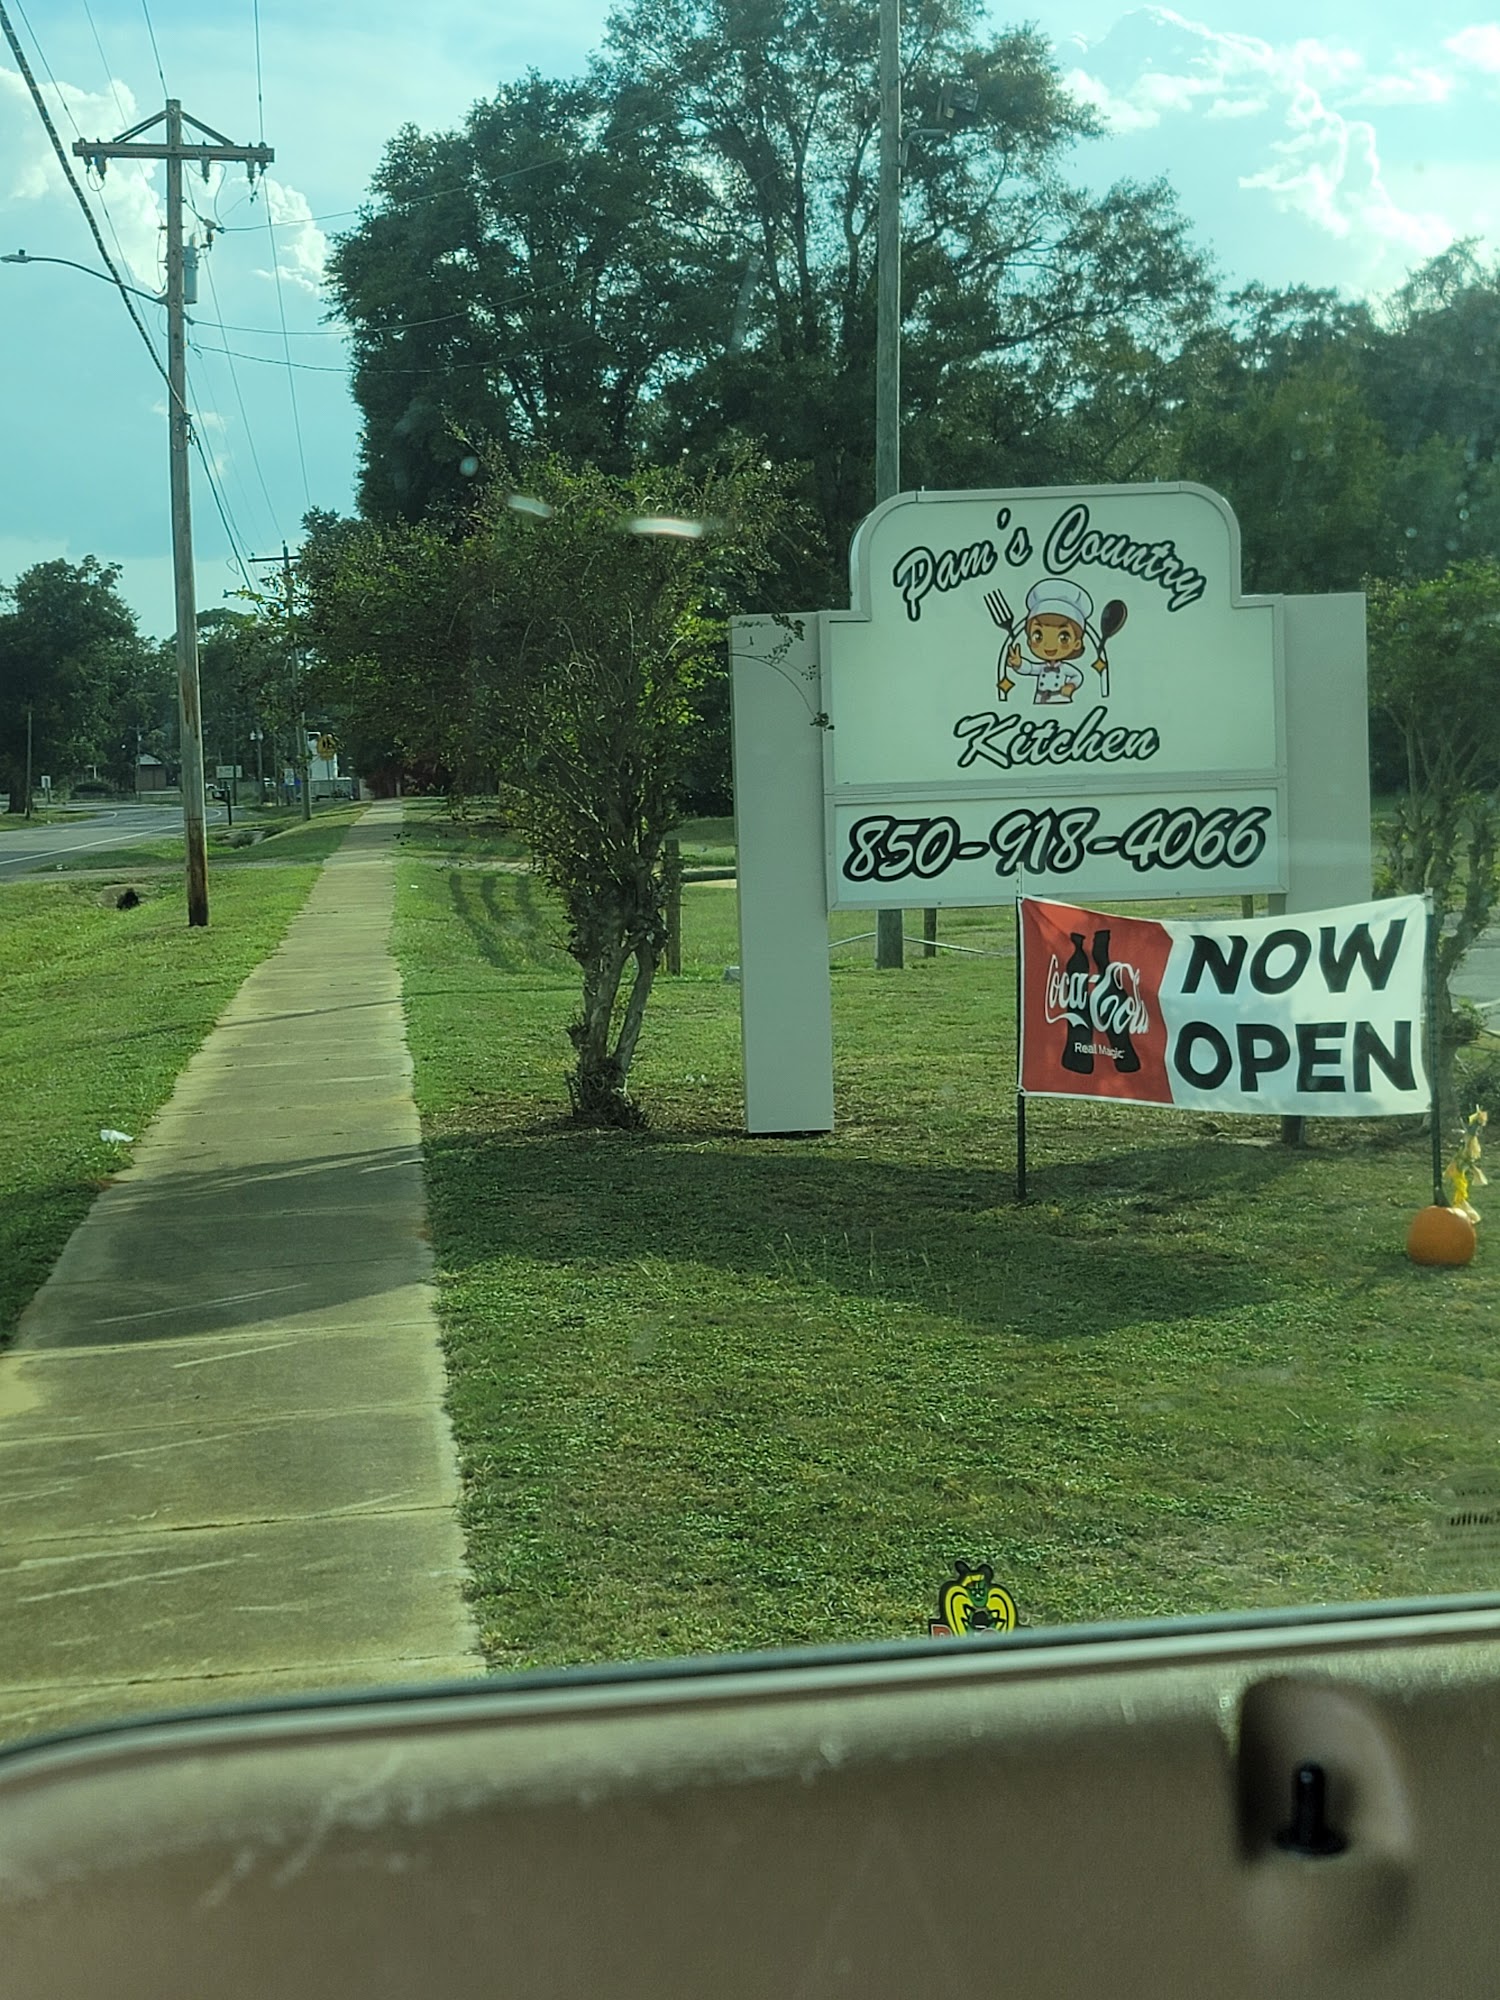 Pam's Country
Kitchen
850-918-4066
Coca-Cola
Real Magic
NOW
OPEN